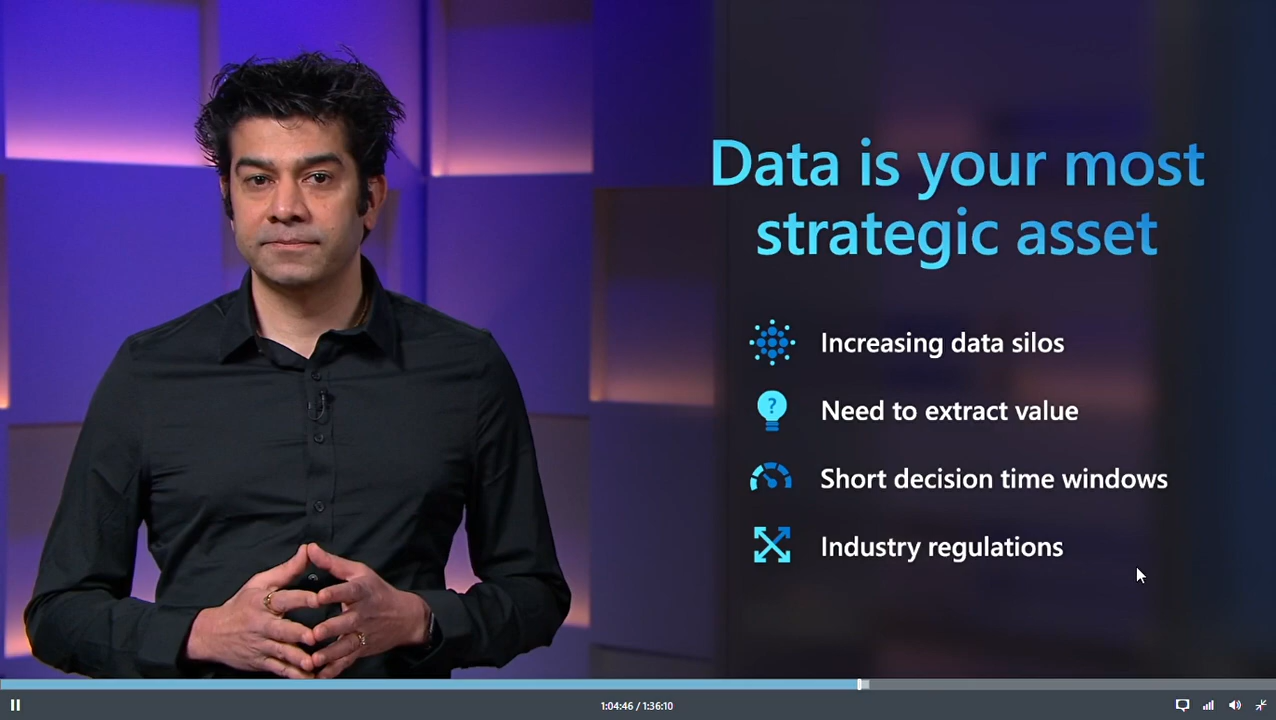 Data is your most
strategic asset
Increasing data silos
? Need to extract value
Short decision time windows
Industry regulations
1:04:46 / 1:36:10